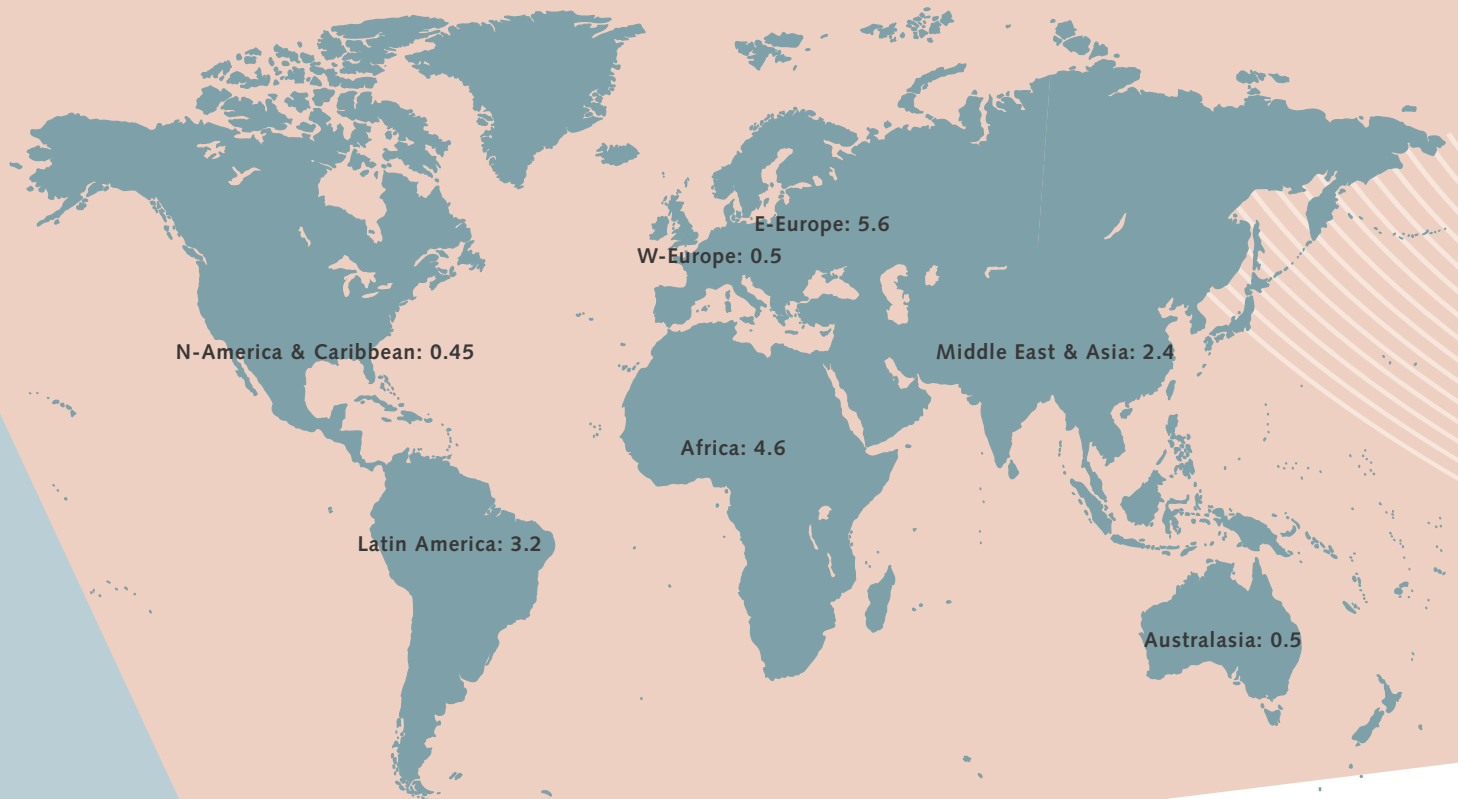 E-Europe: 5.6
W-Europe: 0.5
N-America & Caribbean: 0.45
Middle East & Asia: 2.4
Africa: 4.6
Latin America: 3.2
Australasia: 0.5